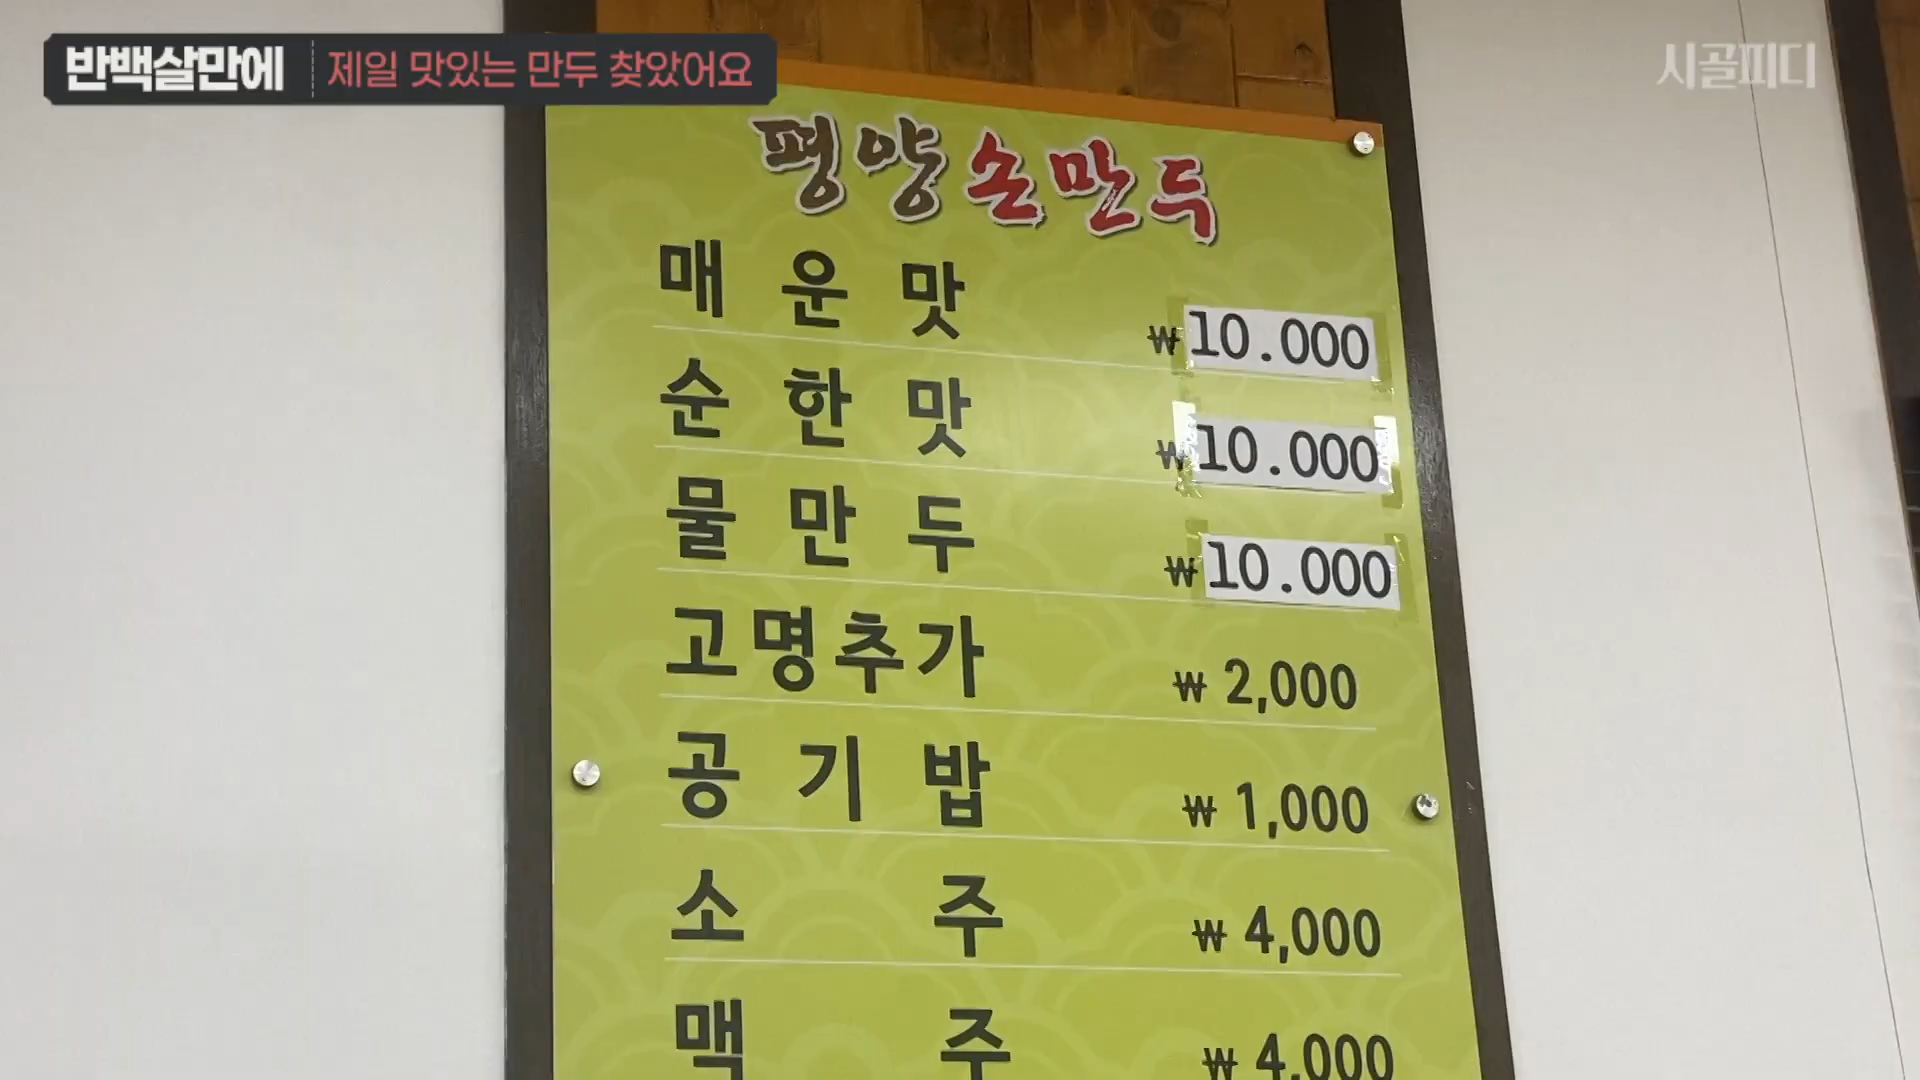 반백살만에 제일 맛있는 만두 찾았어요
시골피디
평양손만두
매운맛 ₩10.000
순한맛 ₩10.000
물만두 ₩10.000
고명추가 ₩2,000
공기밥 ₩1,000
소주 ₩4,000
맥주 ₩4,000